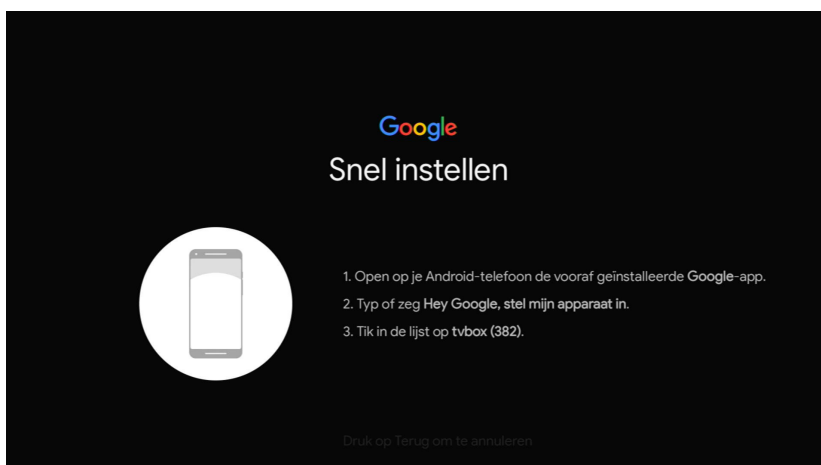 Google
Snel instellen
1. Open op je Android-telefoon de vooraf geïnstalleerde Google-app.
2. Typ of zeg Hey Google, stel mijn apparaat in.
3. Tik in de lijst op tvbox (382).
Druk op Terug om te annuleren